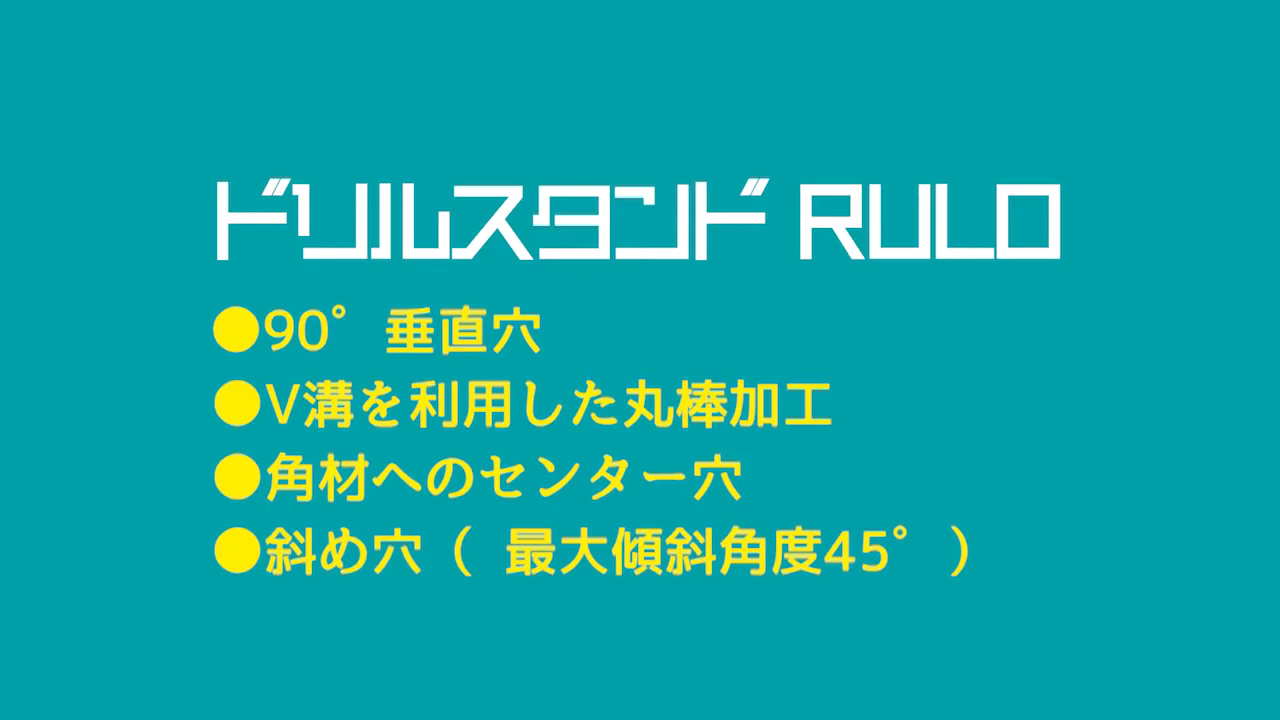 ドリルスタンド RULO
●90°垂直穴
●V溝を利用した丸棒加工
●角材へのセンター穴
●斜め穴（最大傾斜角度45°）